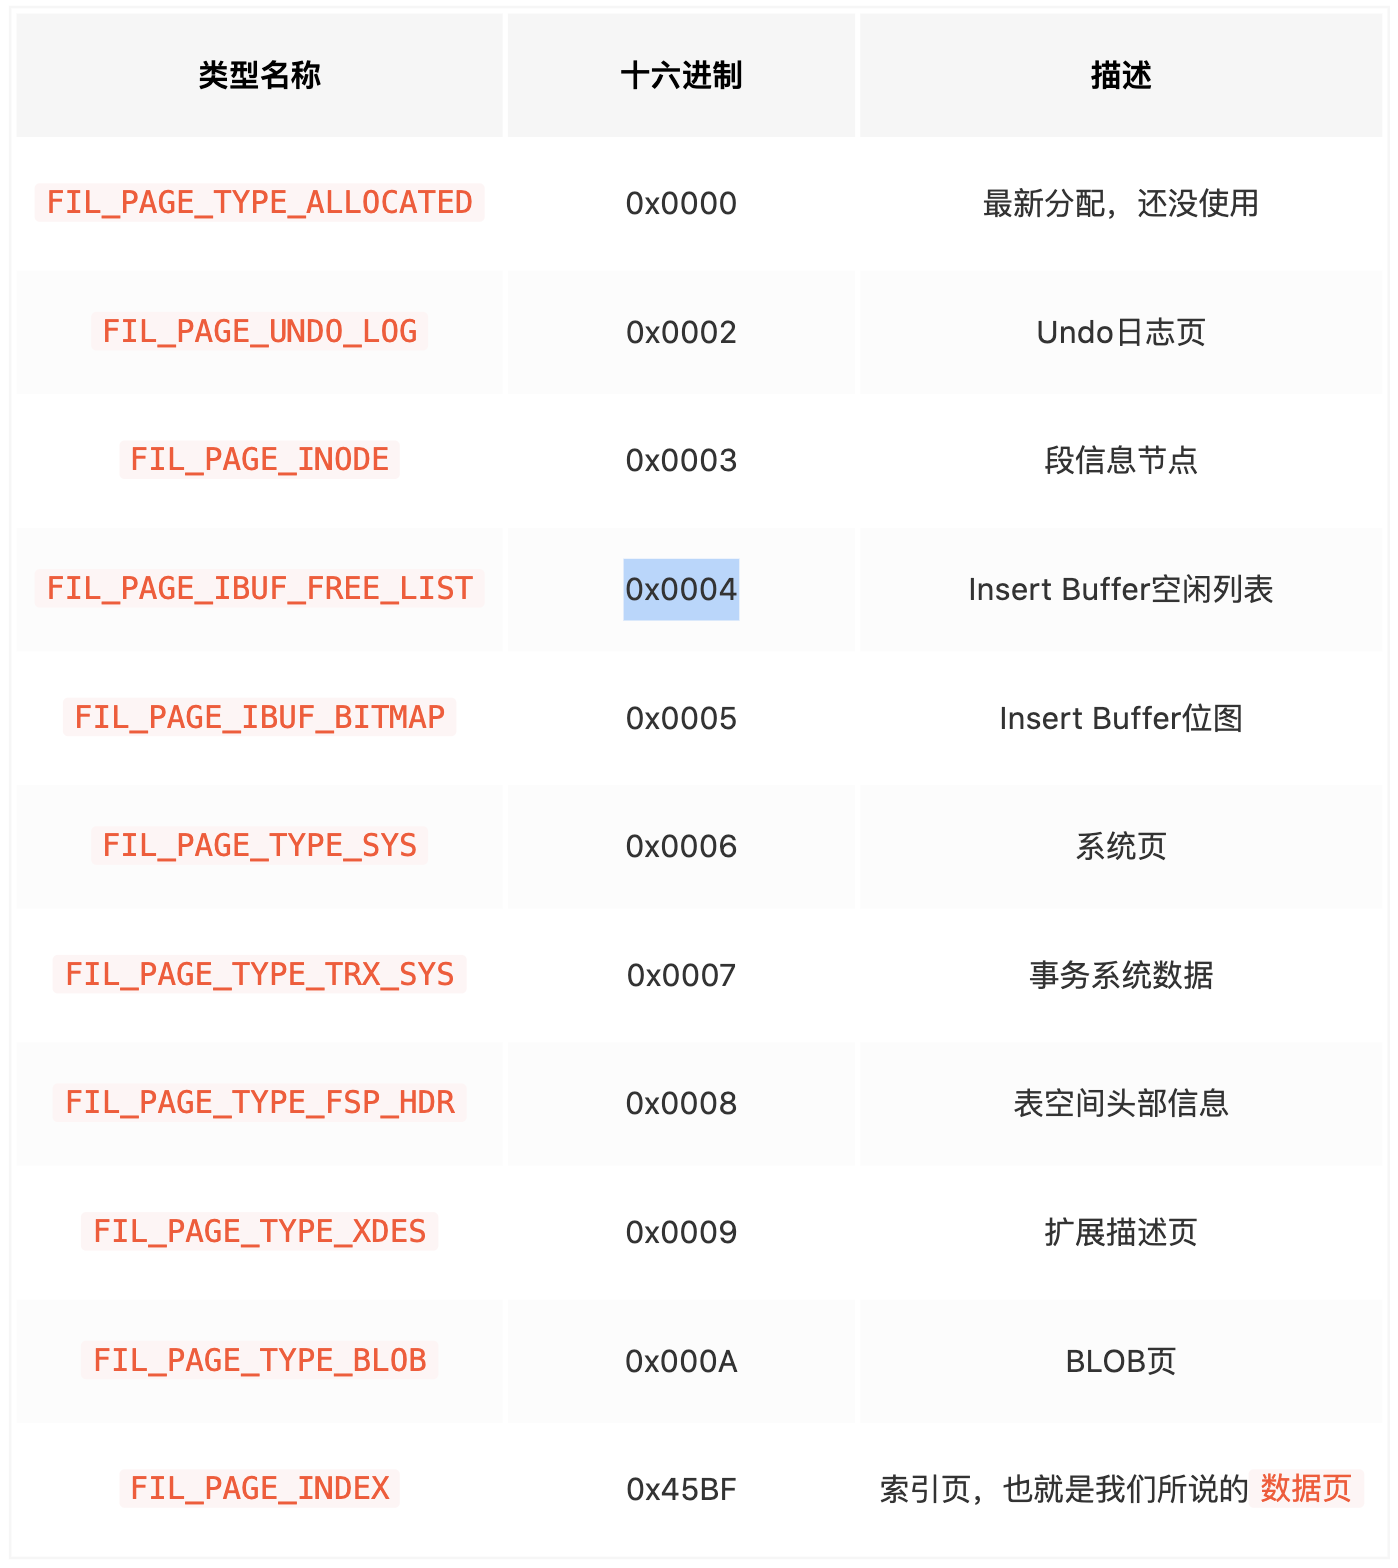 类型名称 十六进制 描述
FIL_PAGE_TYPE_ALLOCATED 0x0000 最新分配，还没使用
FIL_PAGE_UNDO_LOG 0x0002 Undo日志页
FIL_PAGE_INODE 0x0003 段信息节点
FIL_PAGE_IBUF_FREE_LIST 0x0004 Insert Buffer空闲列表
FIL_PAGE_IBUF_BITMAP 0x0005 Insert Buffer位图
FIL_PAGE_TYPE_SYS 0x0006 系统页
FIL_PAGE_TYPE_TRX_SYS 0x0007 事务系统数据
FIL_PAGE_TYPE_FSP_HDR 0x0008 表空间头部信息
FIL_PAGE_TYPE_XDES 0x0009 扩展描述页
FIL_PAGE_TYPE_BLOB 0x000A BLOB页
FIL_PAGE_INDEX 0x45BF 索引页，也就是我们所说的 数据页